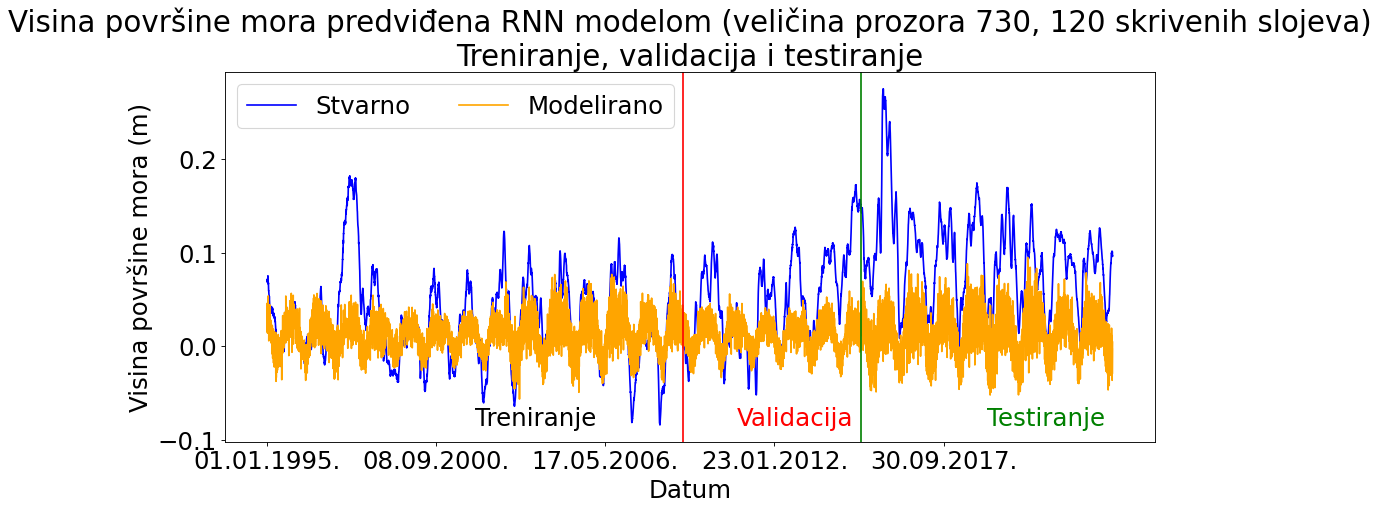 Visina površine mora predviđena RNN modelom (veličina prozora 730, 120 skrivenih slojeva)
Treniranje, validacija i testiranje
Stvarno Modelirano
Visina površine mora (m)
0.2
0.1
0.0
−0.1
Treniranje Validacija Testiranje
01.01.1995. 08.09.2000. 17.05.2006. 23.01.2012. 30.09.2017.
Datum